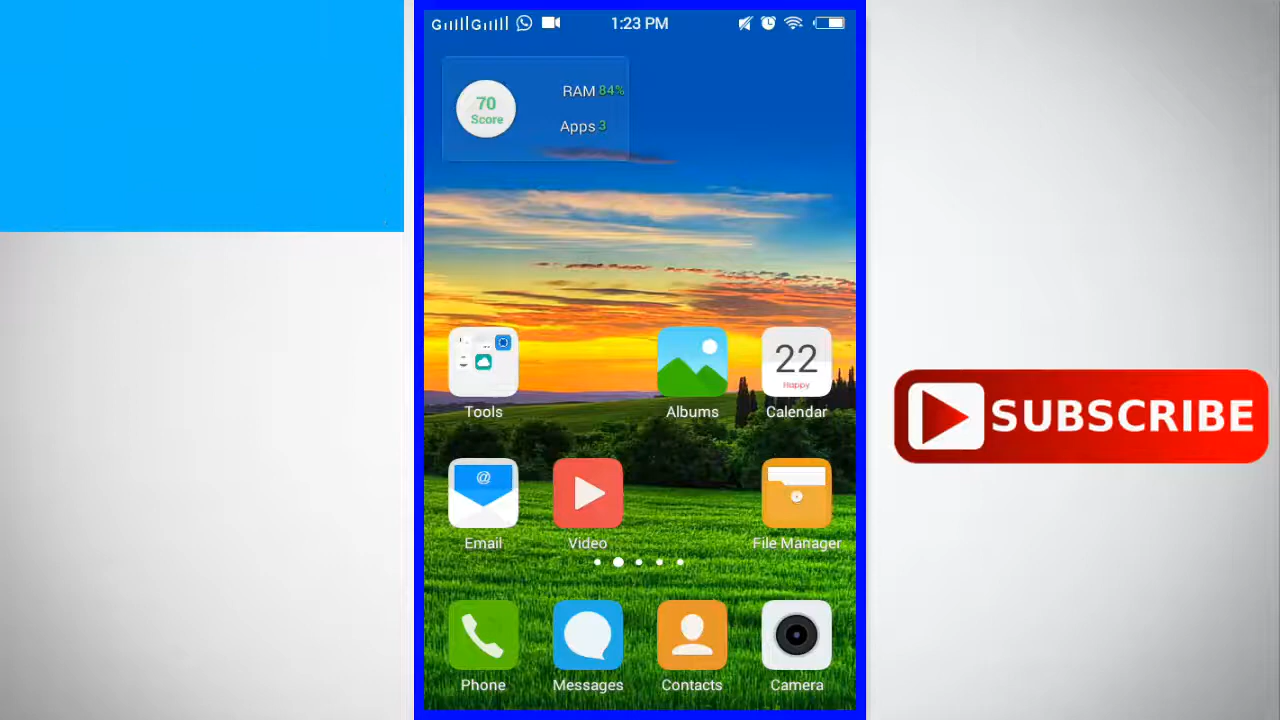 G G 1:23 PM
70
Score
RAM 84%
Apps 3
22
Happy
Tools
Albums
Calendar
@
Email
Video
File Manager
Phone
Messages
Contacts
Camera
SUBSCRIBE